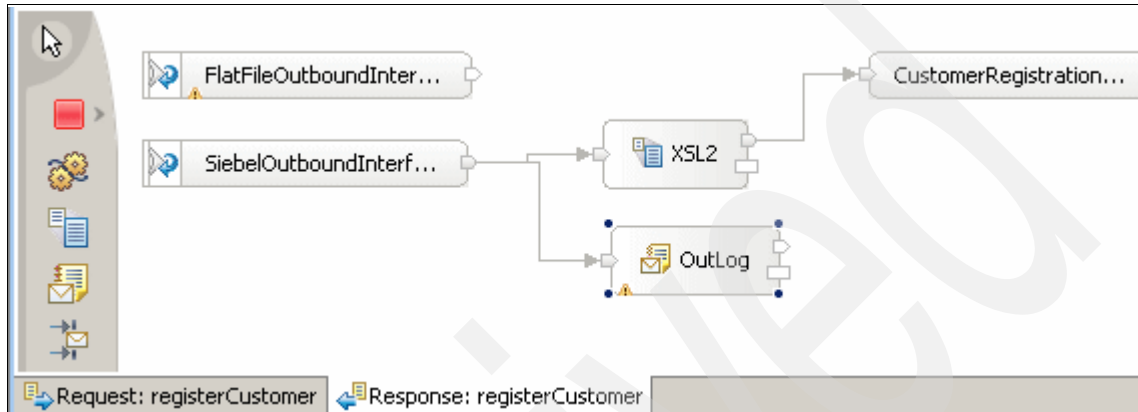 FlatFileOutboundInter...
CustomerRegistration...
SiebelOutboundInterf...
XSL2
OutLog
Request: registerCustomer
Response: registerCustomer